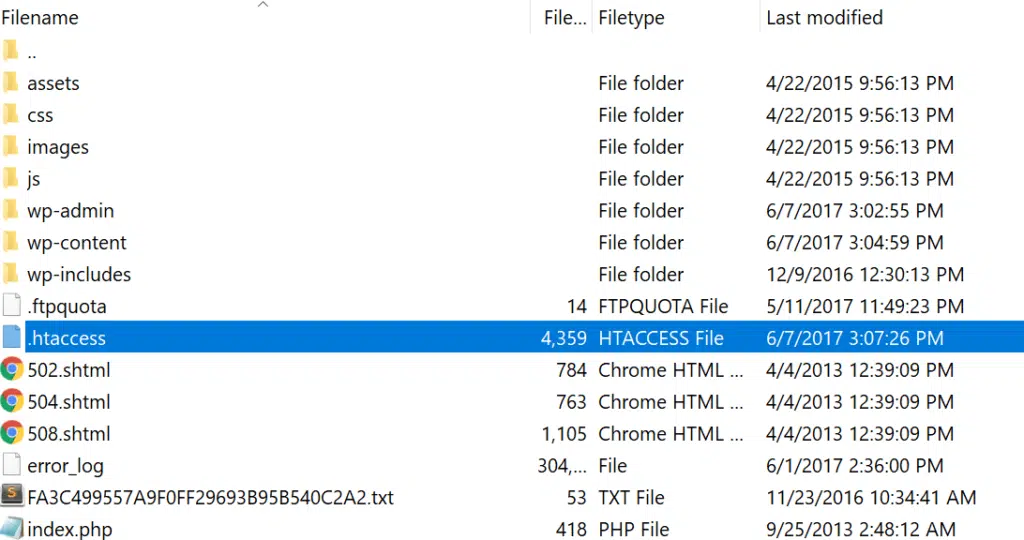 Filename File... Filetype Last modified
..
assets File folder 4/22/2015 9:56:13 PM
css File folder 4/22/2015 9:56:13 PM
images File folder 4/22/2015 9:56:13 PM
js File folder 4/22/2015 9:56:13 PM
wp-admin File folder 6/7/2017 3:02:55 PM
wp-content File folder 6/7/2017 3:04:59 PM
wp-includes File folder 12/9/2016 12:30:13 PM
.ftpquota 14 FTPQUOTA File 5/11/2017 11:49:23 PM
.htaccess 4,359 HTACCESS File 6/7/2017 3:07:26 PM
502.shtml 784 Chrome HTML ... 4/4/2013 12:39:09 PM
504.shtml 763 Chrome HTML ... 4/4/2013 12:39:09 PM
508.shtml 1,105 Chrome HTML ... 4/4/2013 12:39:09 PM
error_log 304,... File 6/1/2017 2:36:00 PM
FA3C499557A9F0FF29693B95B540C2A2.txt 53 TXT File 11/23/2016 10:34:41 AM
index.php 418 PHP File 9/25/2013 2:48:12 AM